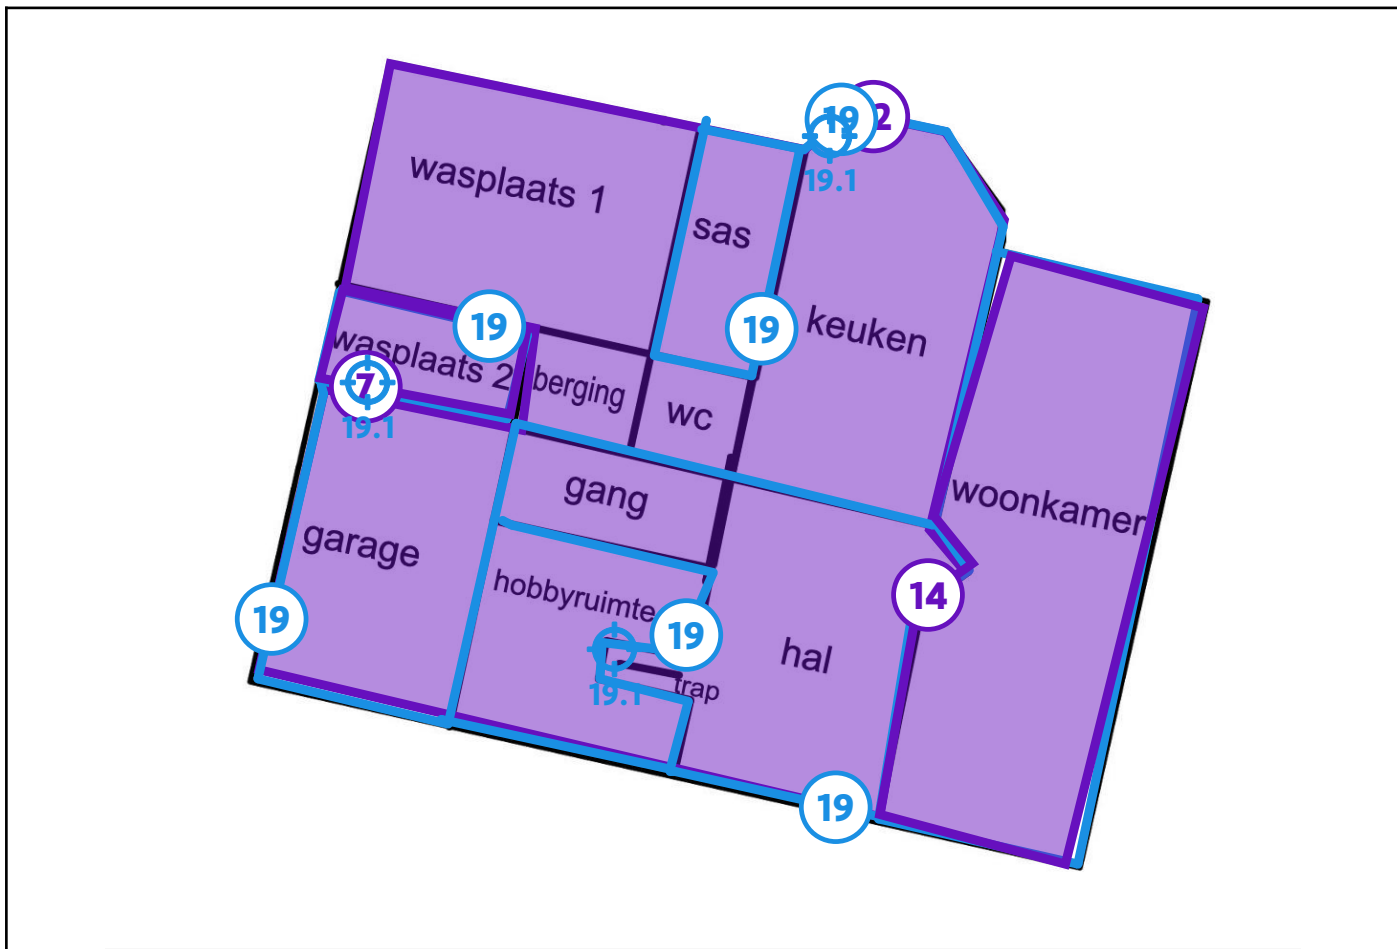 19
2
19.1
wasplaats 1
sas
19
19
keuken
wasplaats 2
7
19.1
berging
wc
gang
woonkamer
garage
hobbyruimte
14
19
19
hal
19.1
trap
19